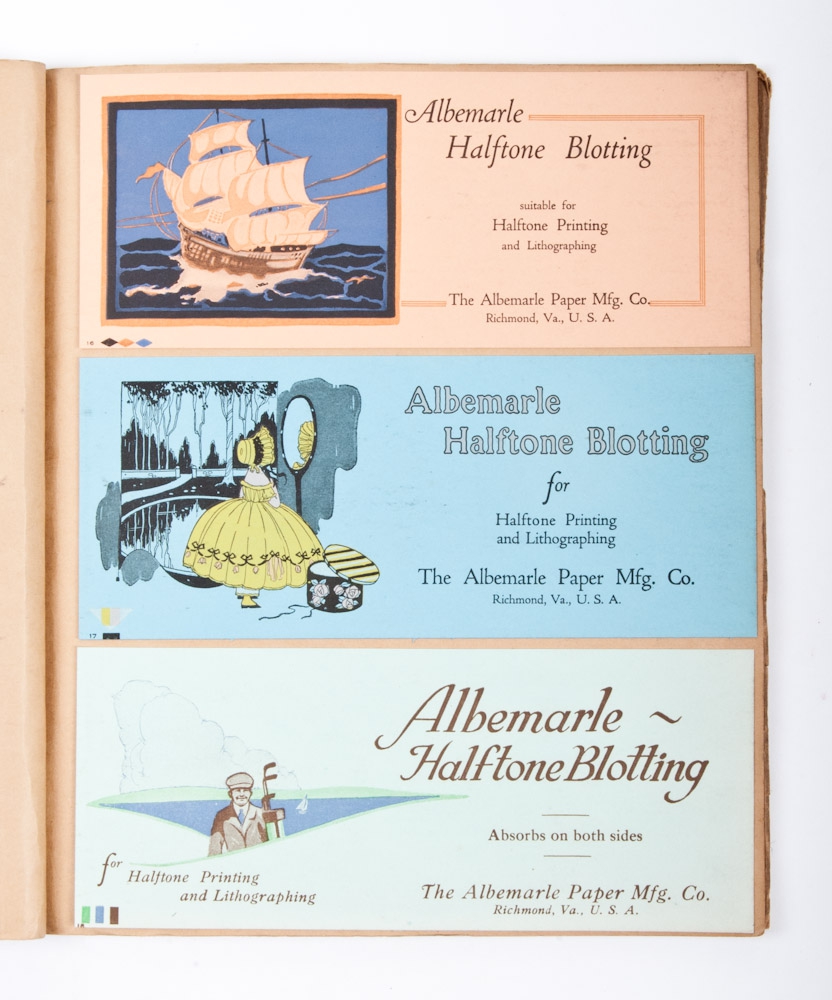 Albemarle
Halftone Blotting
suitable for
Halftone Printing
and Lithographing
The Albemarle Paper Mfg. Co.
Richmond, Va., U. S. A.
16
Albemarle
Halftone Blotting
for
Halftone Printing
and Lithographing
The Albemarle Paper Mfg. Co.
Richmond, Va., U. S. A.
17
Albemarle ~
Halftone Blotting
Absorbs on both sides
for Halftone Printing
and Lithographing
The Albemarle Paper Mfg. Co.
Richmond, Va., U. S. A.
18